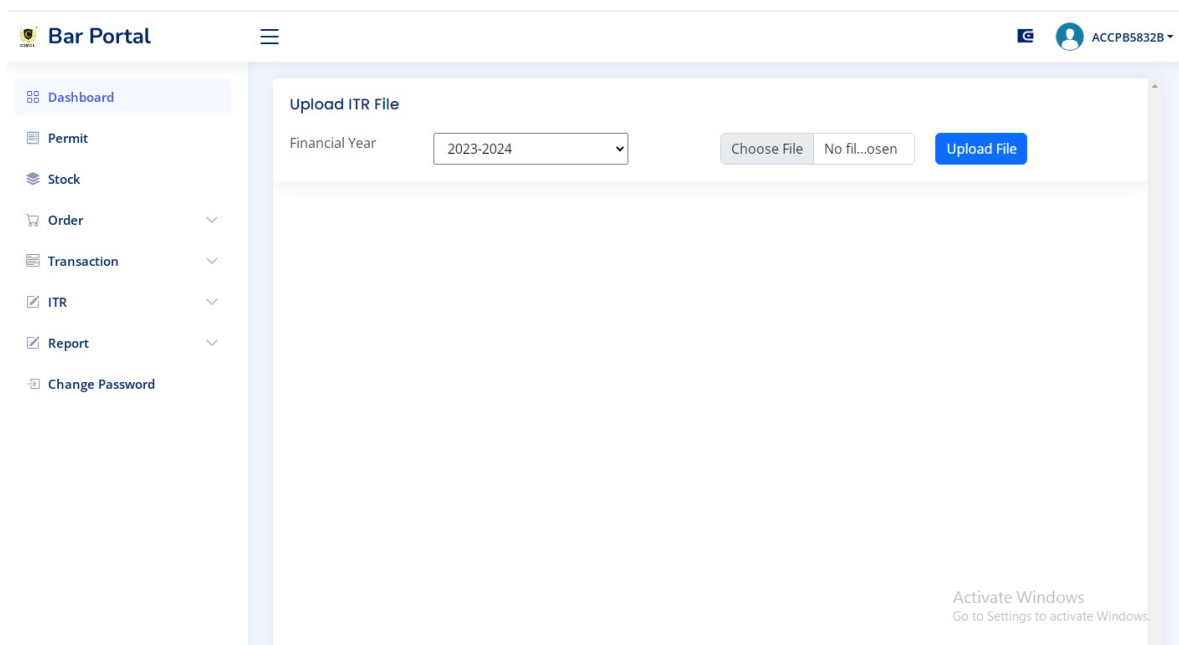 Bar Portal
ACCPB5832B
Dashboard
Permit
Stock
Order
Transaction
ITR
Report
Change Password
Upload ITR File
Financial Year
2023-2024
Choose File No fil...osen
Upload File
Activate Windows
Go to Settings to activate Windows.